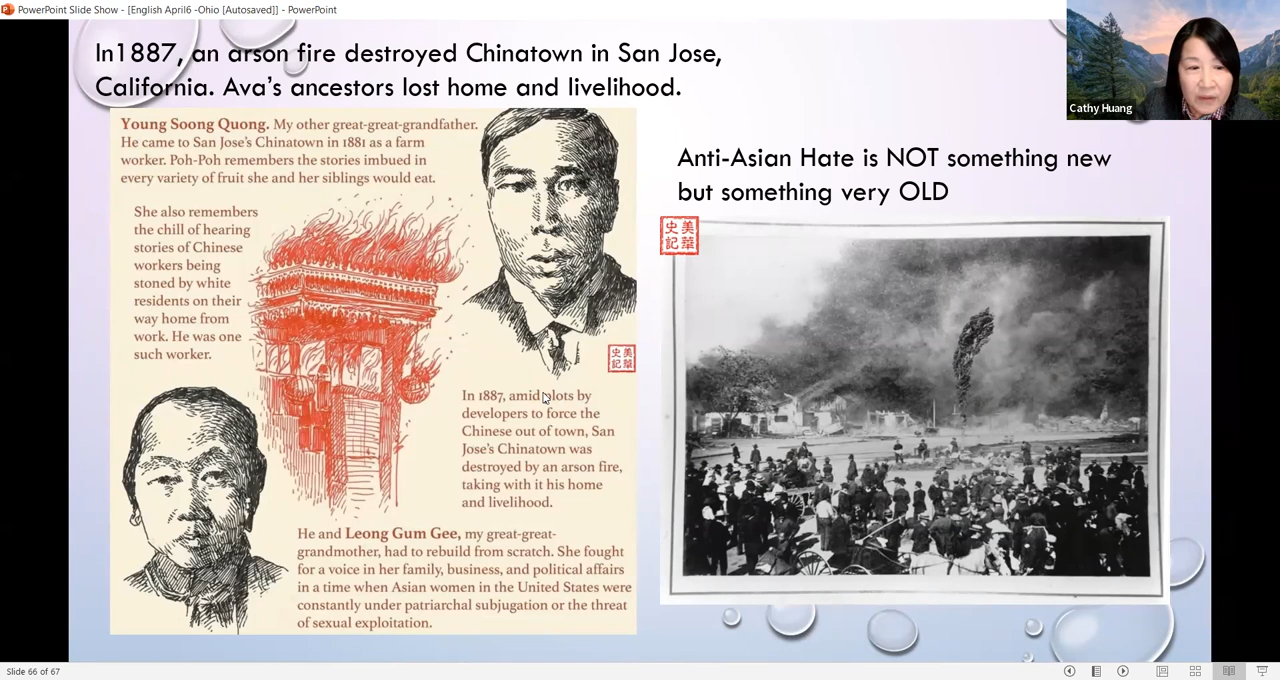 PowerPoint Slide Show - [English April6 -Ohio [Autosaved]] - PowerPoint
In1887, an arson fire destroyed Chinatown in San Jose,
California. Ava's ancestors lost home and livelihood.
Cathy Huang
Young Soong Quong. My other great-great-grandfather.
He came to San Jose's Chinatown in 1881 as a farm
worker. Poh-Poh remembers the stories imbued in
every variety of fruit she and her siblings would eat.
She also remembers
the chill of hearing
stories of Chinese
workers being
stoned by white
residents on their
way home from
work. He was one
such worker.
史美
記華
In 1887, amid plots by
developers to force the
Chinese out of town, San
Jose's Chinatown was
destroyed by an arson fire,
taking with it his home
and livelihood.
He and Leong Gum Gee, my great-great-
grandmother, had to rebuild from scratch. She fought
for a voice in her family, business, and political affairs
in a time when Asian women in the United States were
constantly under patriarchal subjugation or the threat
of sexual exploitation.
Anti-Asian Hate is NOT something new
but something very OLD
史美
記華
Slide 66 of 67